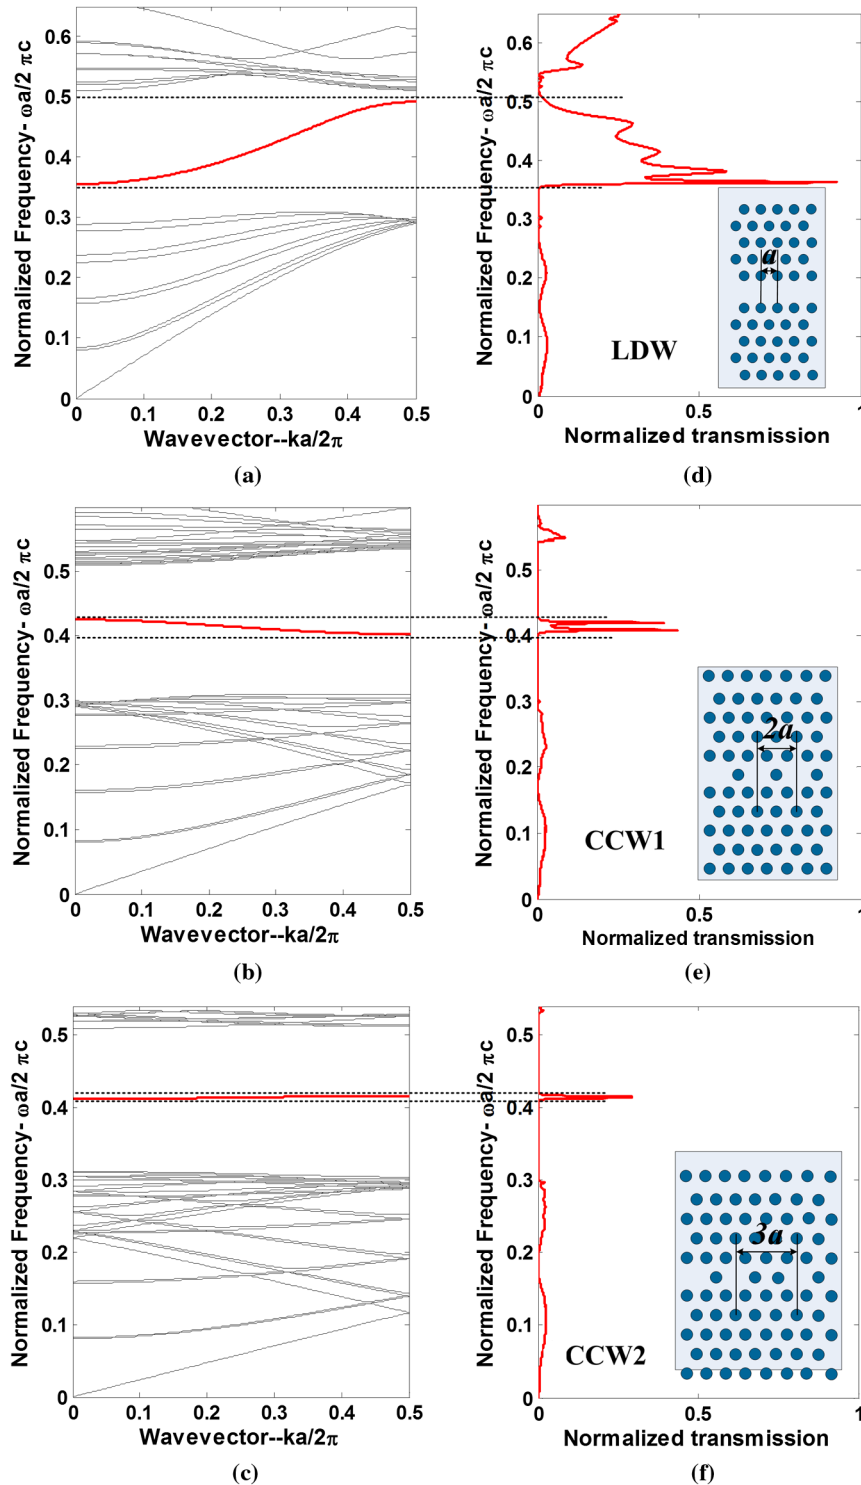 0.6
0.5
0.4
0.3
0.2
0.1
0
Normalized Frequency- ωa/2 πc
0 0.1 0.2 0.3 0.4 0.5
Wavevector--ka/2π
(a)
0.6
0.5
0.4
0.3
0.2
0.1
0
Normalized Frequency- ωa/2 πc
a
LDW
0 0.5 1
Normalized transmission
(d)
0.5
0.4
0.3
0.2
0.1
0
Normalized Frequency- ωa/2 πc
0 0.1 0.2 0.3 0.4 0.5
Wavevector--ka/2π
(b)
0.5
0.4
0.3
0.2
0.1
0
Normalized Frequency- ωa/2 πc
2a
CCW1
0 0.5 1
Normalized transmission
(e)
0.5
0.4
0.3
0.2
0.1
0
Normalized Frequency- ωa/2 πc
0 0.1 0.2 0.3 0.4 0.5
Wavevector--ka/2π
(c)
0.5
0.4
0.3
0.2
0.1
0
Normalized Frequency- ωa/2 πc
3a
CCW2
0 0.5 1
Normalized transmission
(f)